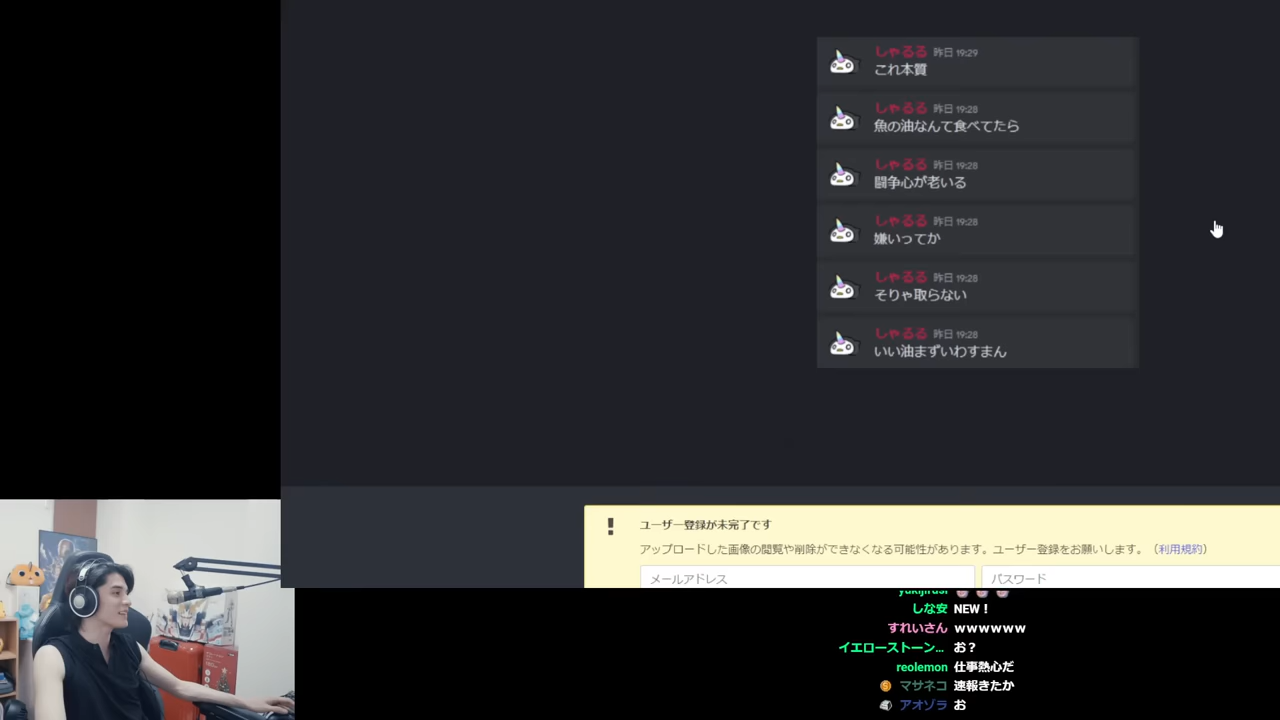 しゃるる 昨日 19:29
これ本質
しゃるる 昨日 19:28
魚の油なんて食べてたら
しゃるる 昨日 19:28
闘争心が老いる
しゃるる 昨日 19:28
嫌いってか
しゃるる 昨日 19:28
そりゃ取らない
しゃるる 昨日 19:28
いい油まずいわすまん
ユーザー登録が未完了です
アップロードした画像の閲覧や削除ができなくなる可能性があります。ユーザー登録をお願いします。（利用規約）
メールアドレス パスワード
しな安 NEW！
すれいさん wwwwww
イエローストーン... お？
reolemon 仕事熱心だ
マサネコ 速報きたか
アオゾラ お